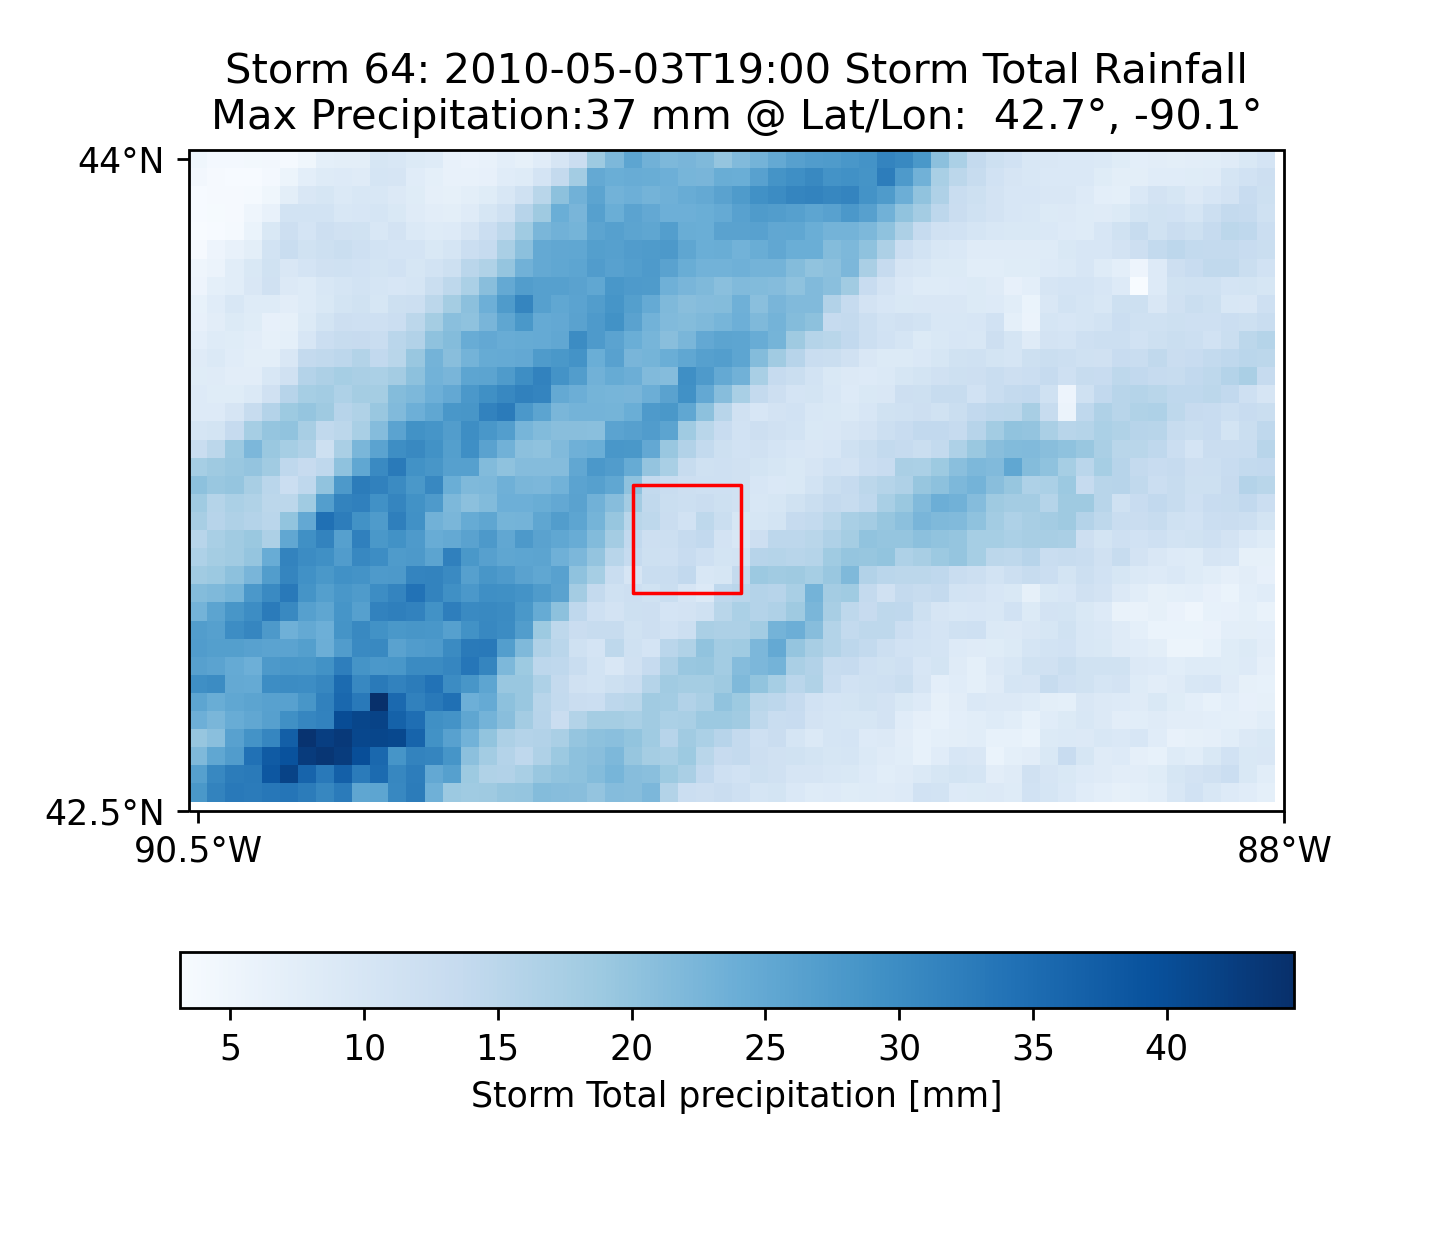 Storm 64: 2010-05-03T19:00 Storm Total Rainfall
Max Precipitation:37 mm @ Lat/Lon:  42.7°, -90.1°
44°N
42.5°N
90.5°W 88°W
5 10 15 20 25 30 35 40
Storm Total precipitation [mm]